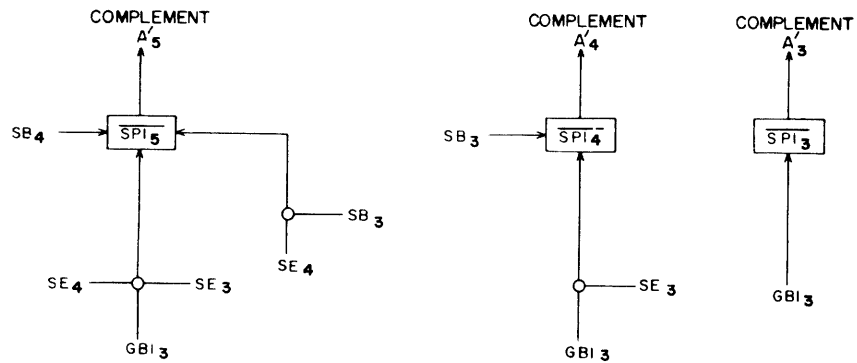 COMPLEMENT
A'5
COMPLEMENT
A'4
COMPLEMENT
A'3
SB4
SPI5
SB3
SPI4
SPI3
SB3
SE4
SE4
SE3
SE3
GBI3
GBI3
GBI3